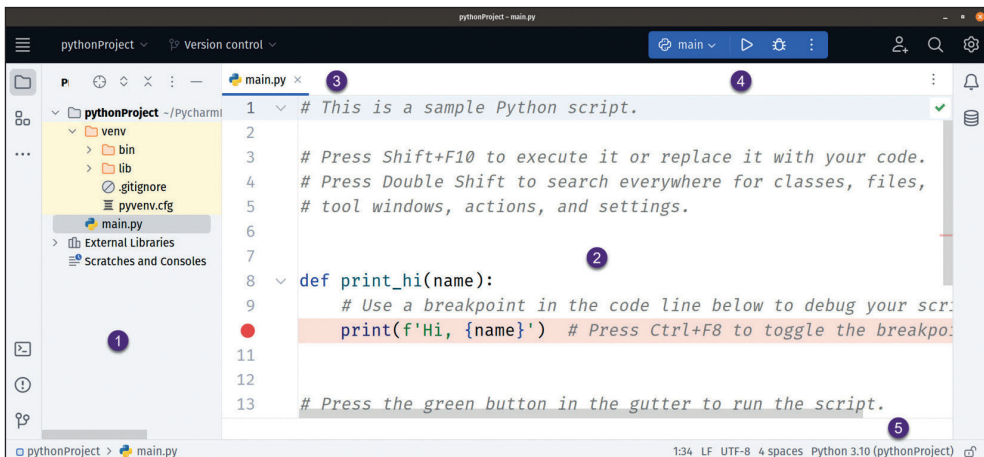 pythonProject – main.py
pythonProject Version control main
P main.py 3 4
pythonProject ~/Pycharm
venv
bin
lib
.gitignore
pyvenv.cfg
main.py
External Libraries
Scratches and Consoles
1
1 # This is a sample Python script.
2
3 # Press Shift+F10 to execute it or replace it with your code.
4 # Press Double Shift to search everywhere for classes, files,
5 # tool windows, actions, and settings.
6
7
2
8 def print_hi(name):
9 # Use a breakpoint in the code line below to debug your scri
print(f'Hi, {name}') # Press Ctrl+F8 to toggle the breakpoi
11
12
13 # Press the green button in the gutter to run the script.
5
pythonProject > main.py 1:34 LF UTF-8 4 spaces Python 3.10 (pythonProject)